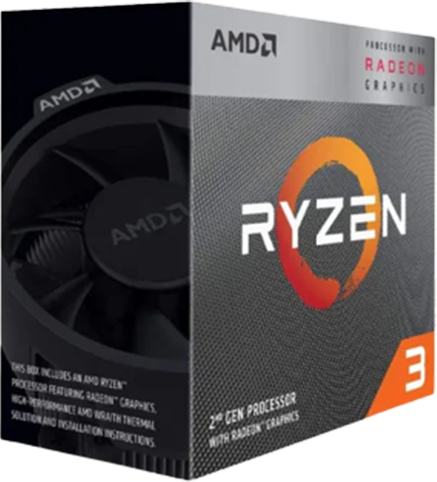 AMD
PROCESSOR WITH
RADEON
GRAPHICS
AMD
AMD
RYZEN
THIS BOX INCLUDES AN AMD RYZEN™
PROCESSOR FEATURING RADEON™ GRAPHICS,
HIGH-PERFORMANCE AMD WRAITH THERMAL
SOLUTION AND INSTALLATION INSTRUCTIONS.
2ND GEN PROCESSOR
WITH RADEON™ GRAPHICS
3